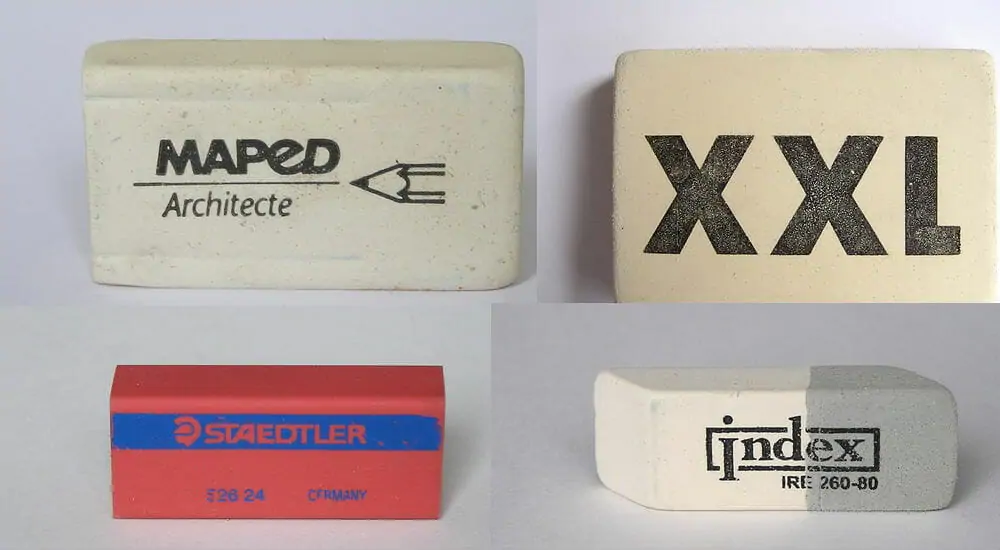 MAPED
Architecte
XXL
STAEDTLER
526 24 GERMANY
index
IRE 260-80